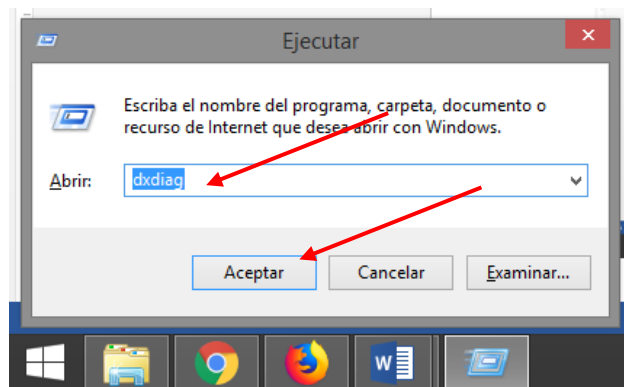 Ejecutar
Escriba el nombre del programa, carpeta, documento o
recurso de Internet que desea abrir con Windows.
Abrir: dxdiag
Aceptar Cancelar Examinar...
W